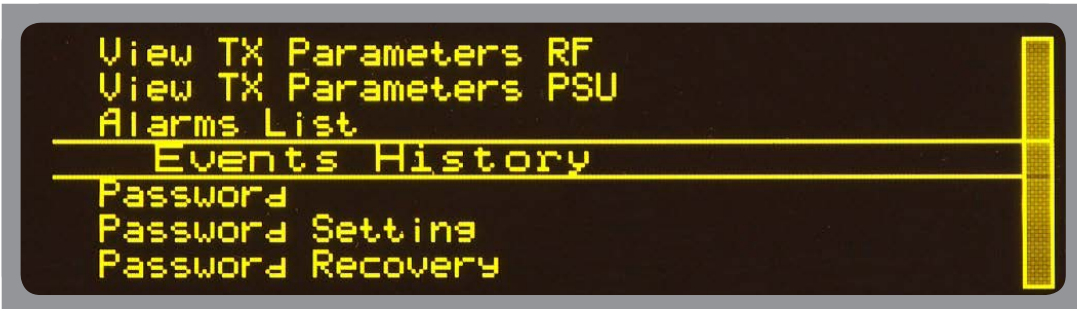 View TX Parameters RF
View TX Parameters PSU
Alarms List
Events History
Password
Password Setting
Password Recovery